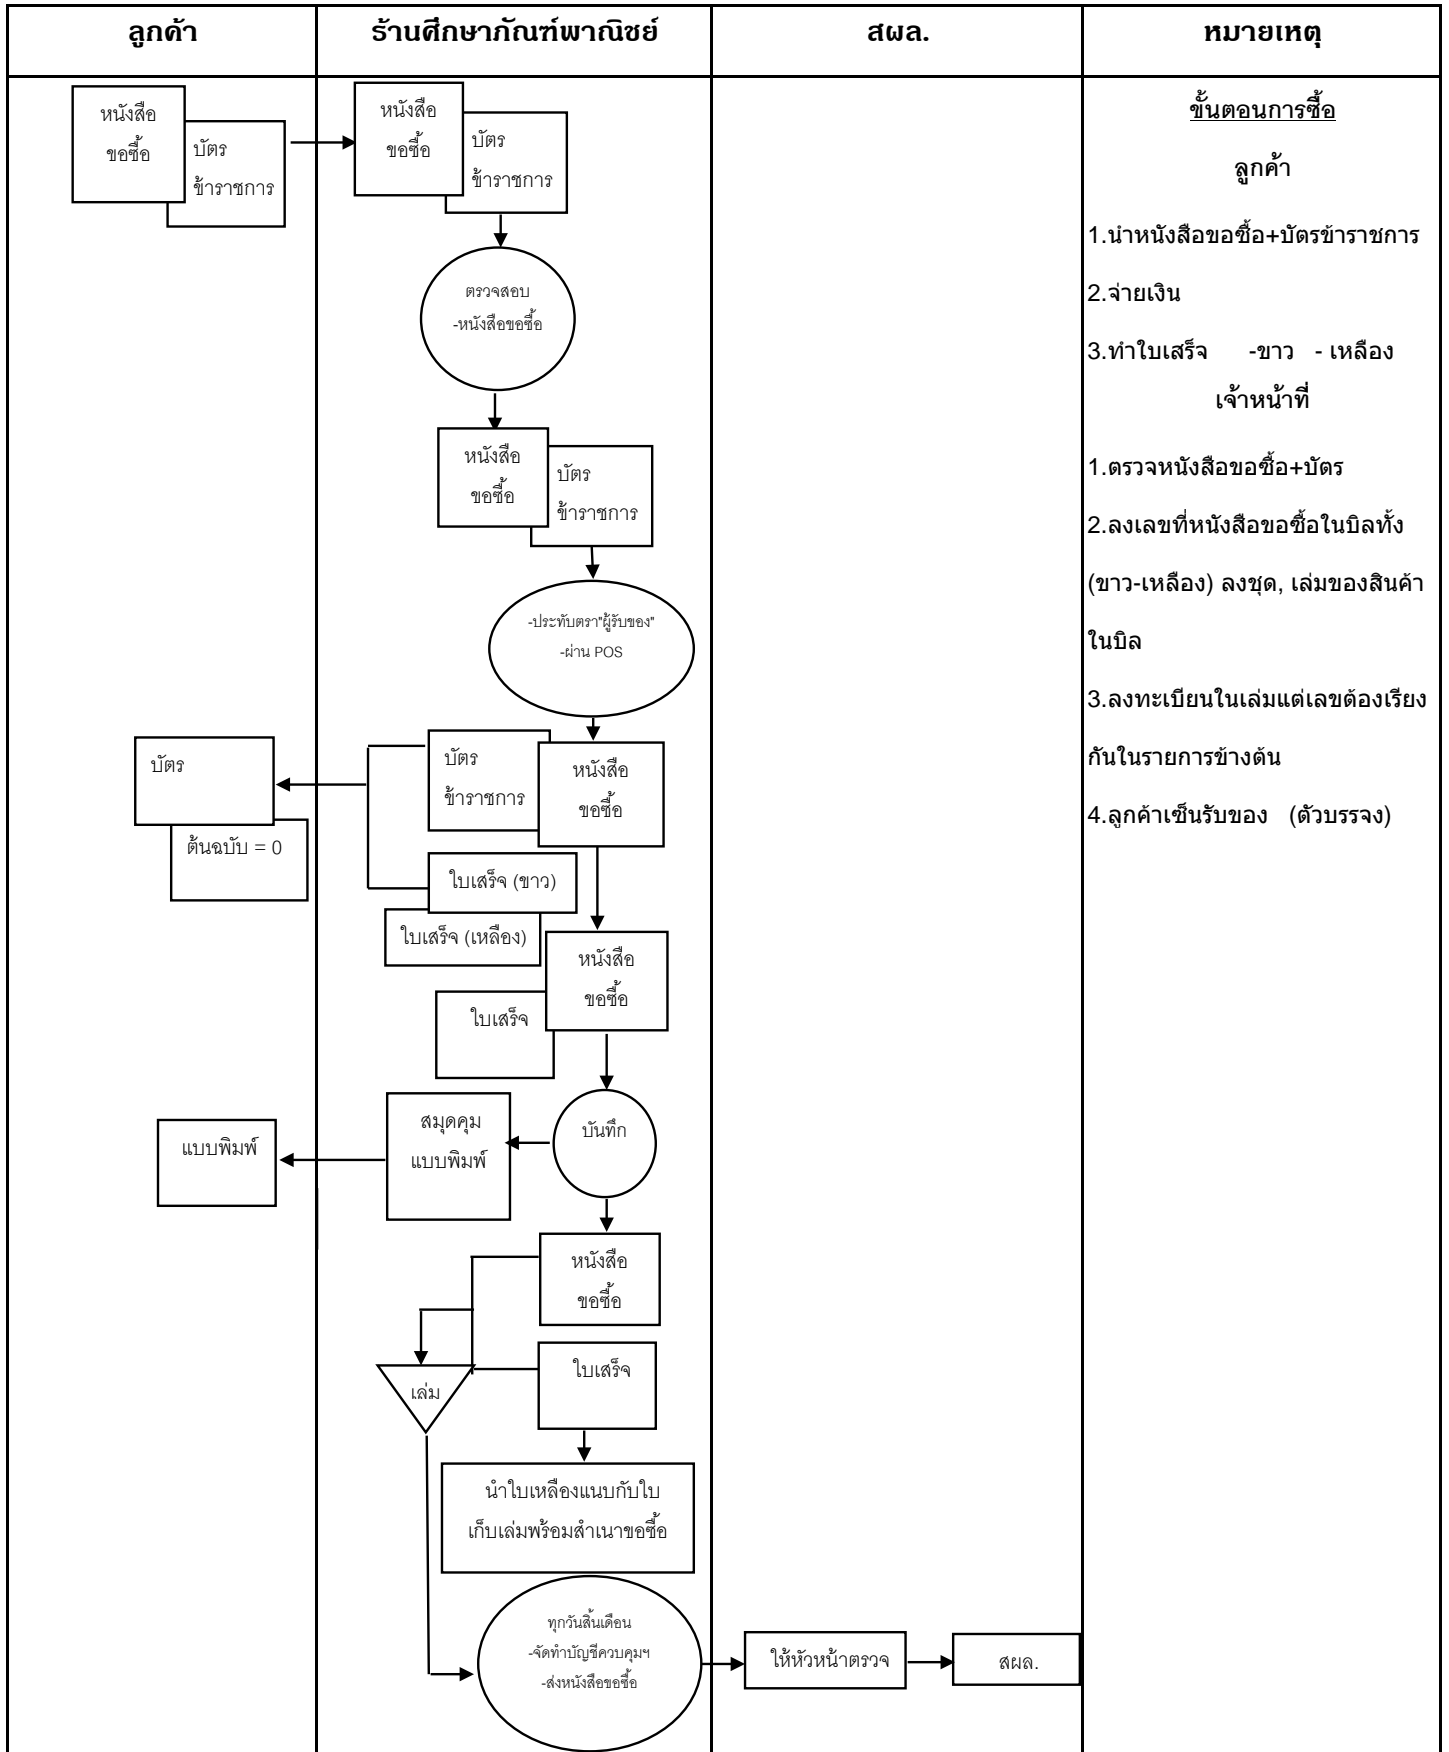 ลูกค้า
ร้านศึกษาภัณฑ์พาณิชย์
สผล.
หมายเหตุ
หนังสือ
ขอซื้อ
บัตร
ข้าราชการ
หนังสือ
ขอซื้อ
บัตร
ข้าราชการ
ตรวจสอบ
-หนังสือขอซื้อ
หนังสือ
ขอซื้อ
บัตร
ข้าราชการ
-ประทับตรา"ผู้รับของ"
-ผ่าน POS
บัตร
ต้นฉบับ = 0
บัตร
ข้าราชการ
หนังสือ
ขอซื้อ
ใบเสร็จ (ขาว)
ใบเสร็จ (เหลือง)
หนังสือ
ขอซื้อ
ใบเสร็จ
บันทึก
สมุดคุม
แบบพิมพ์
แบบพิมพ์
หนังสือ
ขอซื้อ
ใบเสร็จ
เล่ม
นำใบเหลืองแนบกับใบ
เก็บเล่มพร้อมสำเนาขอซื้อ
ทุกวันสิ้นเดือน
-จัดทำบัญชีควบคุมฯ
-ส่งหนังสือขอซื้อ
ให้หัวหน้าตรวจ
สผล.
ขั้นตอนการซื้อ
ลูกค้า
1.นำหนังสือขอซื้อ+บัตรข้าราชการ
2.จ่ายเงิน
3.ทำใบเสร็จ -ขาว - เหลือง
เจ้าหน้าที่
1.ตรวจหนังสือขอซื้อ+บัตร
2.ลงเลขที่หนังสือขอซื้อในบิลทั้ง
(ขาว-เหลือง) ลงชุด, เล่มของสินค้า
ในบิล
3.ลงทะเบียนในเล่มแต่เลขต้องเรียง
กันในรายการข้างต้น
4.ลูกค้าเซ็นรับของ (ตัวบรรจง)